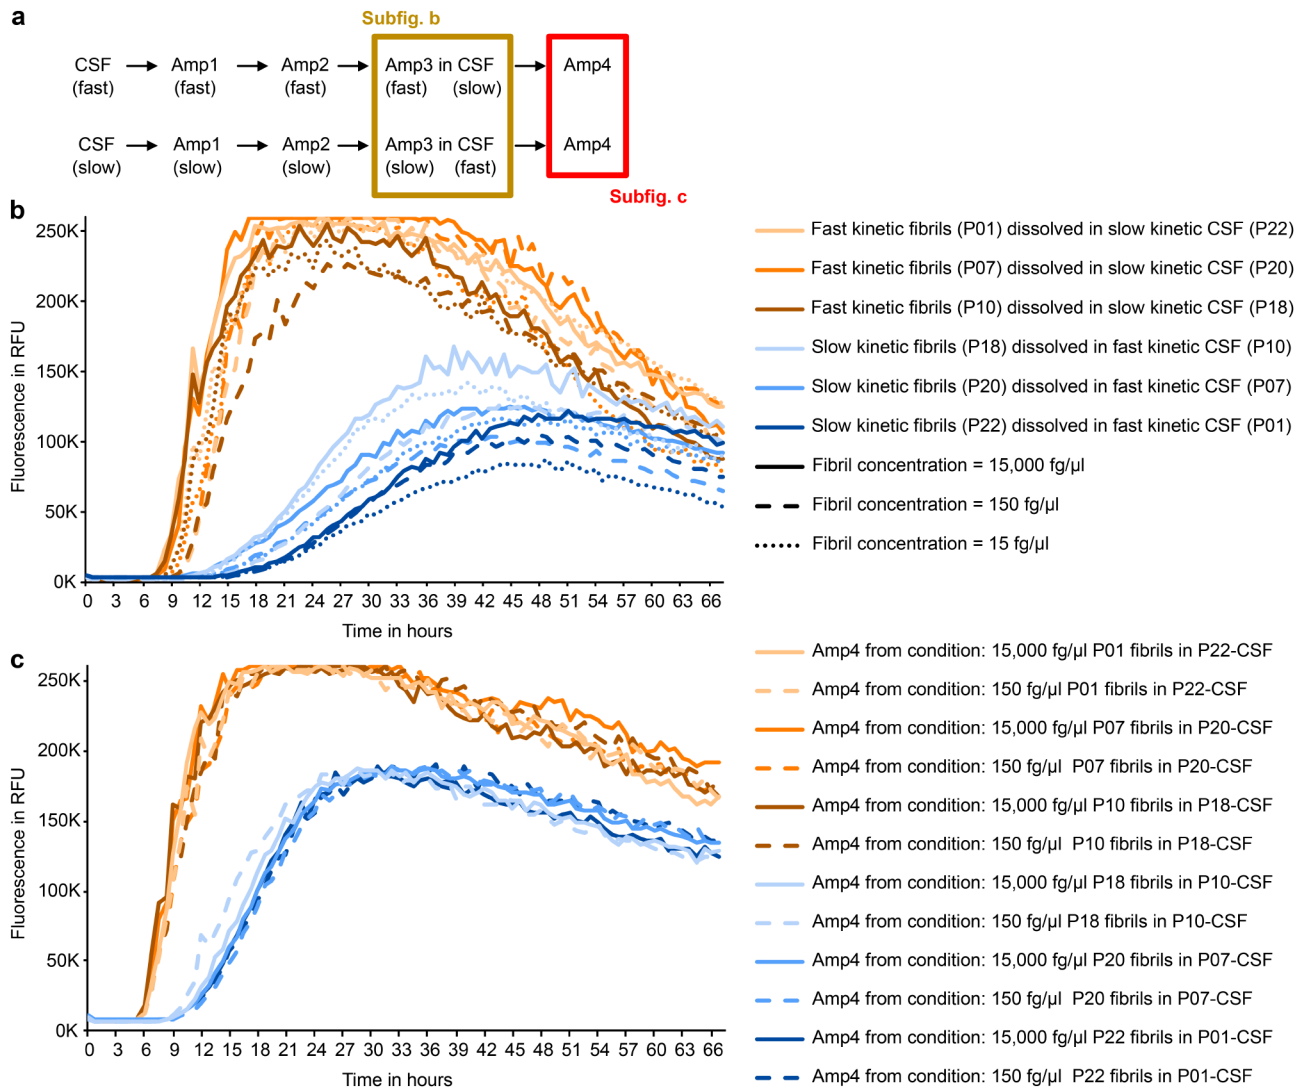 a
Subfig. b
CSF Amp1 Amp2 Amp3 in CSF Amp4
(fast) (fast) (fast) (fast) (slow)
CSF Amp1 Amp2 Amp3 in CSF Amp4
(slow) (slow) (slow) (slow) (fast)
Subfig. c
b
Fluorescence in RFU
250K
200K
150K
100K
50K
0K
0 3 6 9 12 15 18 21 24 27 30 33 36 39 42 45 48 51 54 57 60 63 66
Time in hours
Fast kinetic fibrils (P01) dissolved in slow kinetic CSF (P22)
Fast kinetic fibrils (P07) dissolved in slow kinetic CSF (P20)
Fast kinetic fibrils (P10) dissolved in slow kinetic CSF (P18)
Slow kinetic fibrils (P18) dissolved in fast kinetic CSF (P10)
Slow kinetic fibrils (P20) dissolved in fast kinetic CSF (P07)
Slow kinetic fibrils (P22) dissolved in fast kinetic CSF (P01)
Fibril concentration = 15,000 fg/µl
Fibril concentration = 150 fg/µl
Fibril concentration = 15 fg/µl
c
Fluorescence in RFU
250K
200K
150K
100K
50K
0K
0 3 6 9 12 15 18 21 24 27 30 33 36 39 42 45 48 51 54 57 60 63 66
Time in hours
Amp4 from condition: 15,000 fg/µl P01 fibrils in P22-CSF
Amp4 from condition: 150 fg/µl P01 fibrils in P22-CSF
Amp4 from condition: 15,000 fg/µl P07 fibrils in P20-CSF
Amp4 from condition: 150 fg/µl P07 fibrils in P20-CSF
Amp4 from condition: 15,000 fg/µl P10 fibrils in P18-CSF
Amp4 from condition: 150 fg/µl P10 fibrils in P18-CSF
Amp4 from condition: 15,000 fg/µl P18 fibrils in P10-CSF
Amp4 from condition: 150 fg/µl P18 fibrils in P10-CSF
Amp4 from condition: 15,000 fg/µl P20 fibrils in P07-CSF
Amp4 from condition: 150 fg/µl P20 fibrils in P07-CSF
Amp4 from condition: 15,000 fg/µl P22 fibrils in P01-CSF
Amp4 from condition: 150 fg/µl P22 fibrils in P01-CSF